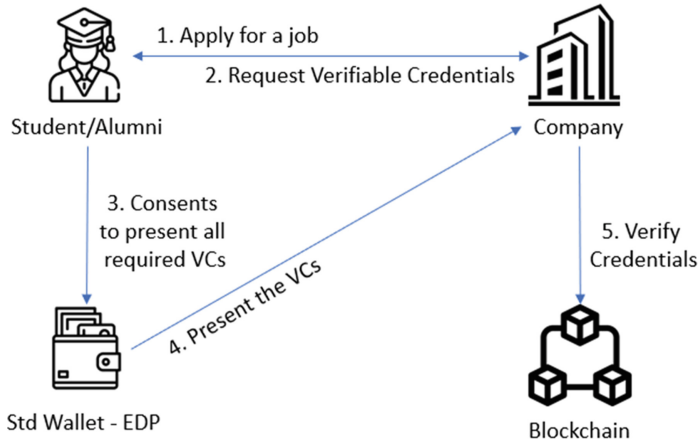 1. Apply for a job
2. Request Verifiable Credentials
Student/Alumni
Company
3. Consents
to present all
required VCs
4. Present the VCs
5. Verify
Credentials
Std Wallet - EDP
Blockchain